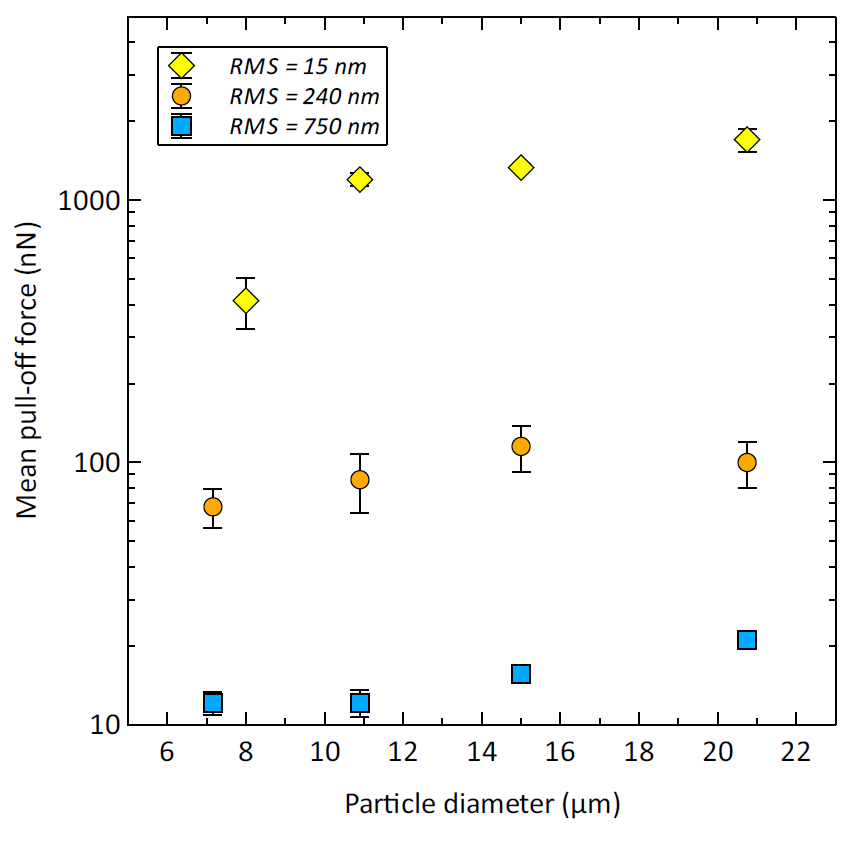 RMS = 15 nm
RMS = 240 nm
RMS = 750 nm
1000
100
10
Mean pull-off force (nN)
6 8 10 12 14 16 18 20 22
Particle diameter (µm)